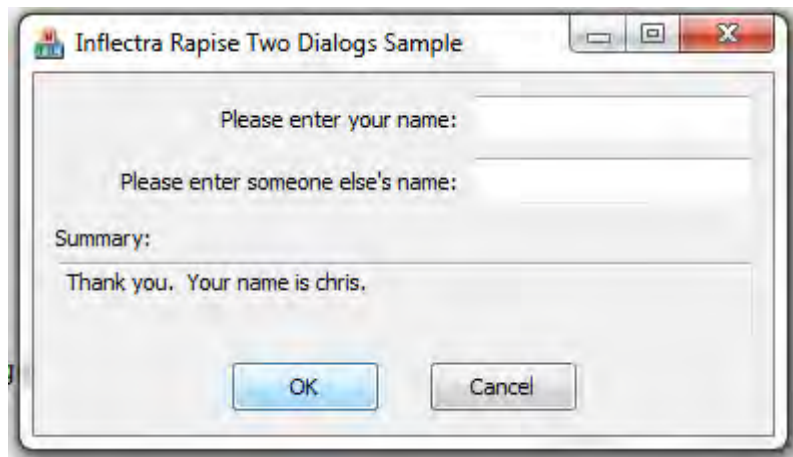 Inflectra Rapise Two Dialogs Sample
Please enter your name:
Please enter someone else's name:
Summary:
Thank you.  Your name is chris.
OK
Cancel